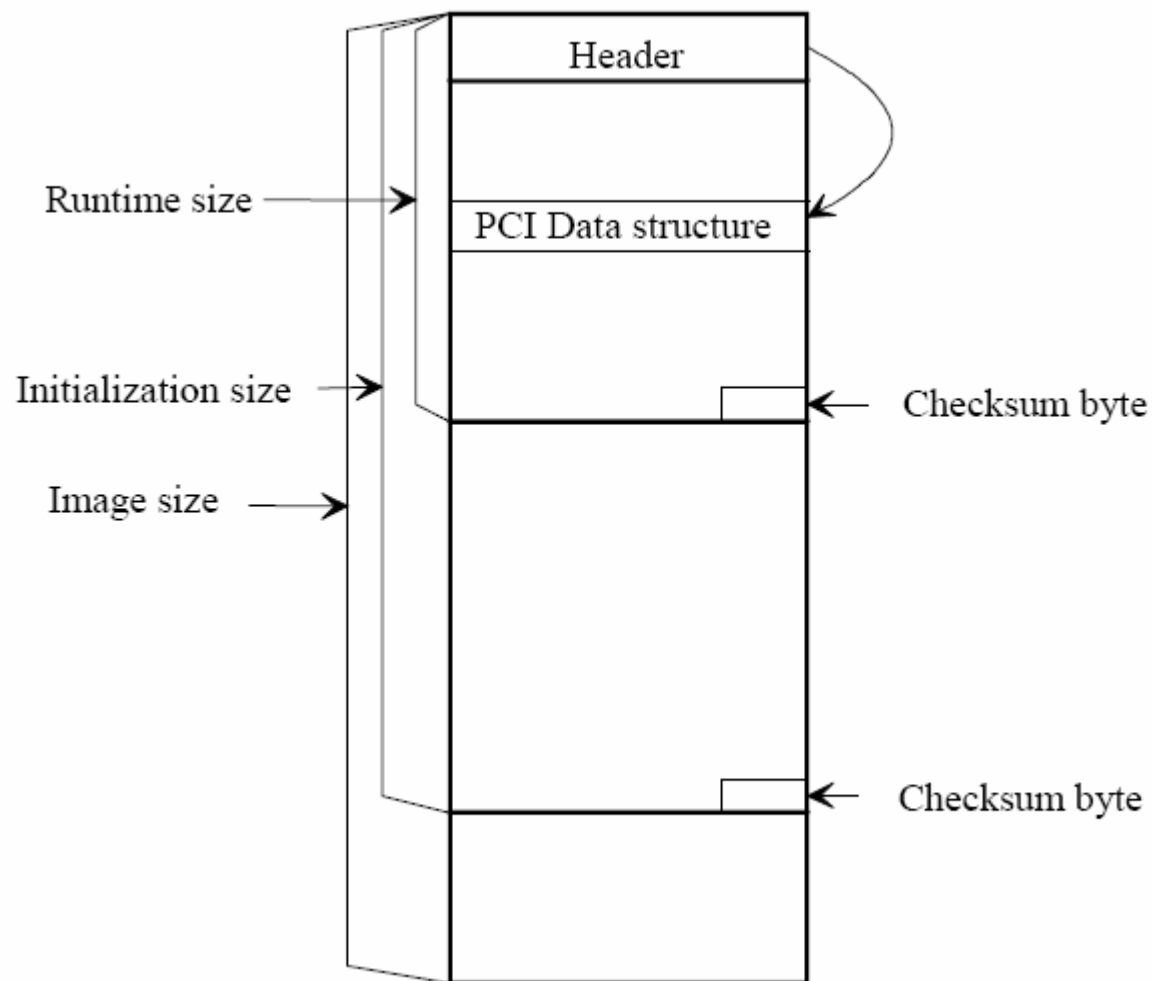 Header
Runtime size
PCI Data structure
Initialization size
Checksum byte
Image size
Checksum byte